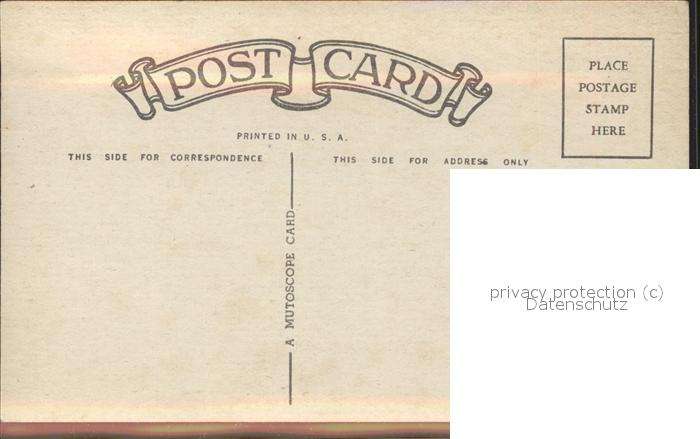 POST CARD
PLACE
POSTAGE
STAMP
HERE
PRINTED IN U. S. A.
THIS SIDE FOR CORRESPONDENCE
THIS SIDE FOR ADDRESS ONLY
A MUTOSCOPE CARD
privacy protection (c)
Datenschutz